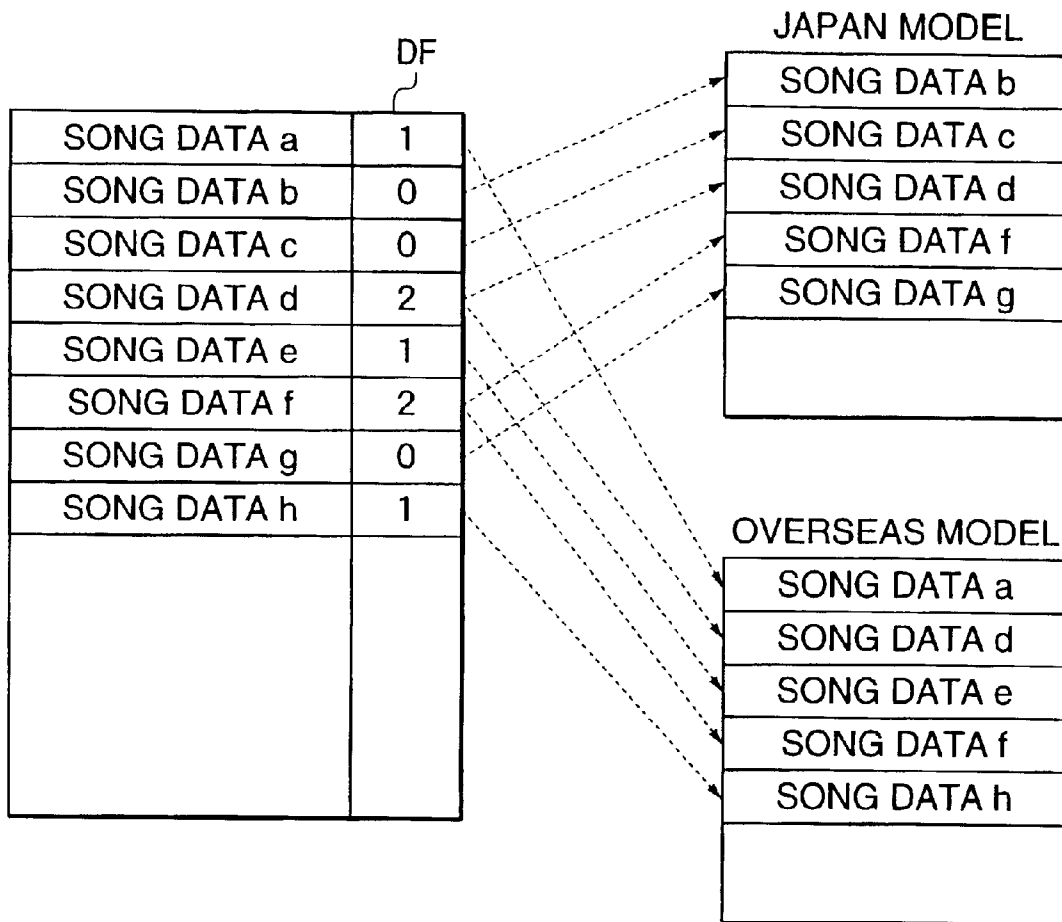 DF
SONG DATA a 1
SONG DATA b 0
SONG DATA c 0
SONG DATA d 2
SONG DATA e 1
SONG DATA f 2
SONG DATA g 0
SONG DATA h 1
JAPAN MODEL
SONG DATA b
SONG DATA c
SONG DATA d
SONG DATA f
SONG DATA g
OVERSEAS MODEL
SONG DATA a
SONG DATA d
SONG DATA e
SONG DATA f
SONG DATA h